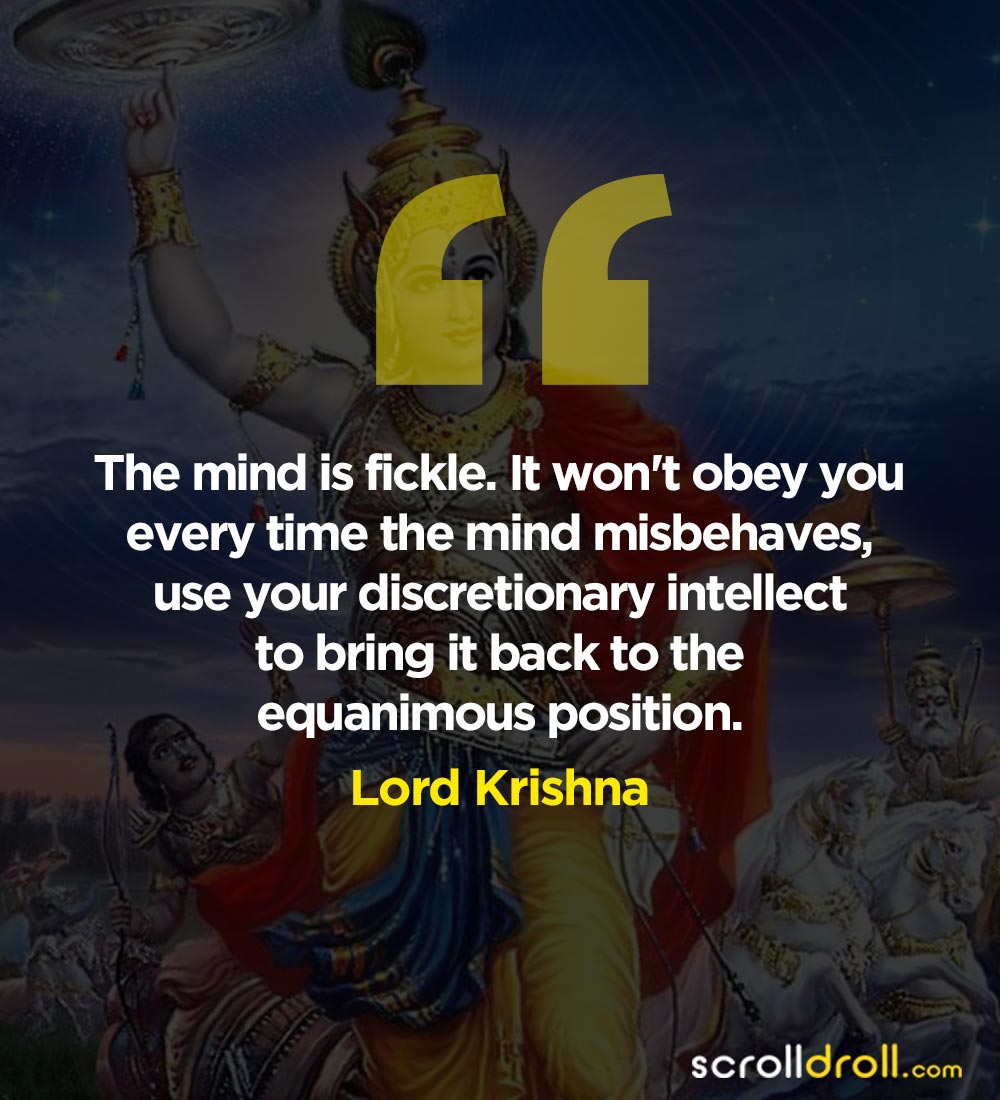 The mind is fickle. It won't obey you
every time the mind misbehaves,
use your discretionary intellect
to bring it back to the
equanimous position.
Lord Krishna
scrolldroll.com